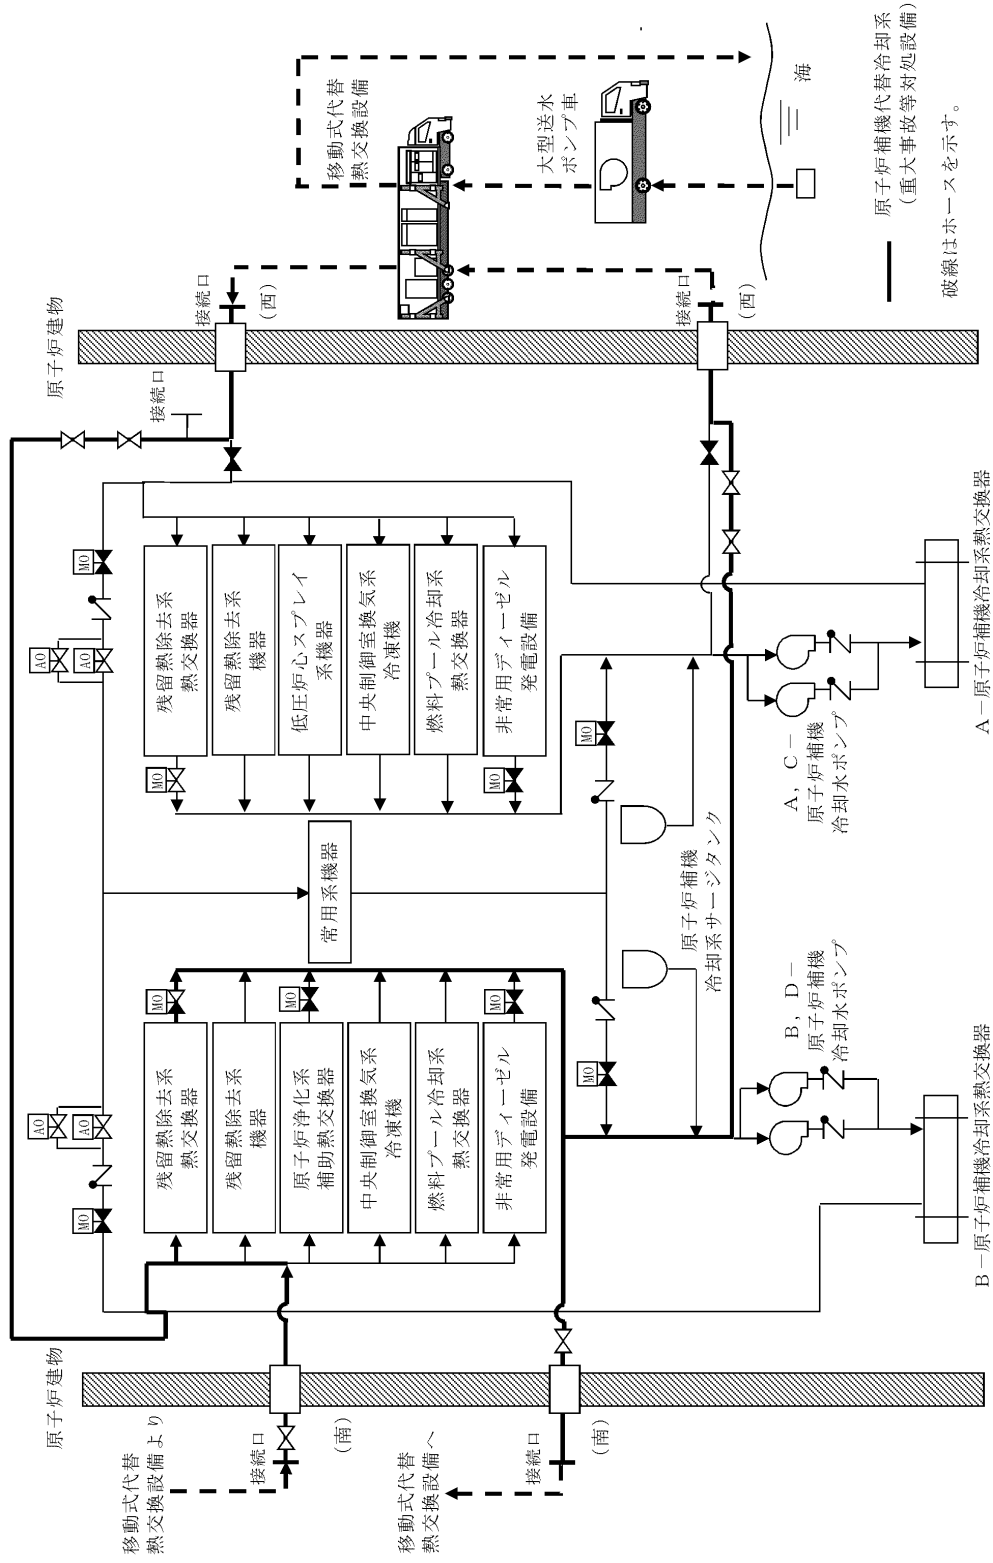 原子炉建物
原子炉建物
移動式代替
熱交換設備より
接続口
(南)
移動式代替
熱交換設備へ
接続口
(南)
MO
AO
AO
AO
AO
MO
接続口
接続口
(西)
残留熱除去系
熱交換器
残留熱除去系
機器
原子炉浄化系
補助熱交換器
中央制御室換気系
冷凍機
燃料プール冷却系
熱交換器
非常用ディーゼル
発電設備
MO
MO
MO
常用系機器
残留熱除去系
熱交換器
残留熱除去系
機器
低圧炉心スプレイ
系機器
中央制御室換気系
冷凍機
燃料プール冷却系
熱交換器
非常用ディーゼル
発電設備
MO
MO
MO
MO
原子炉補機
冷却系サージタンク
接続口
(西)
B, D-
原子炉補機
冷却水ポンプ
A, C-
原子炉補機
冷却水ポンプ
B-原子炉補機冷却系熱交換器
A-原子炉補機冷却系熱交換器
移動式代替
熱交換設備
大型送水
ポンプ車
海
原子炉補機代替冷却系
(重大事故等対処設備)
破線はホースを示す。